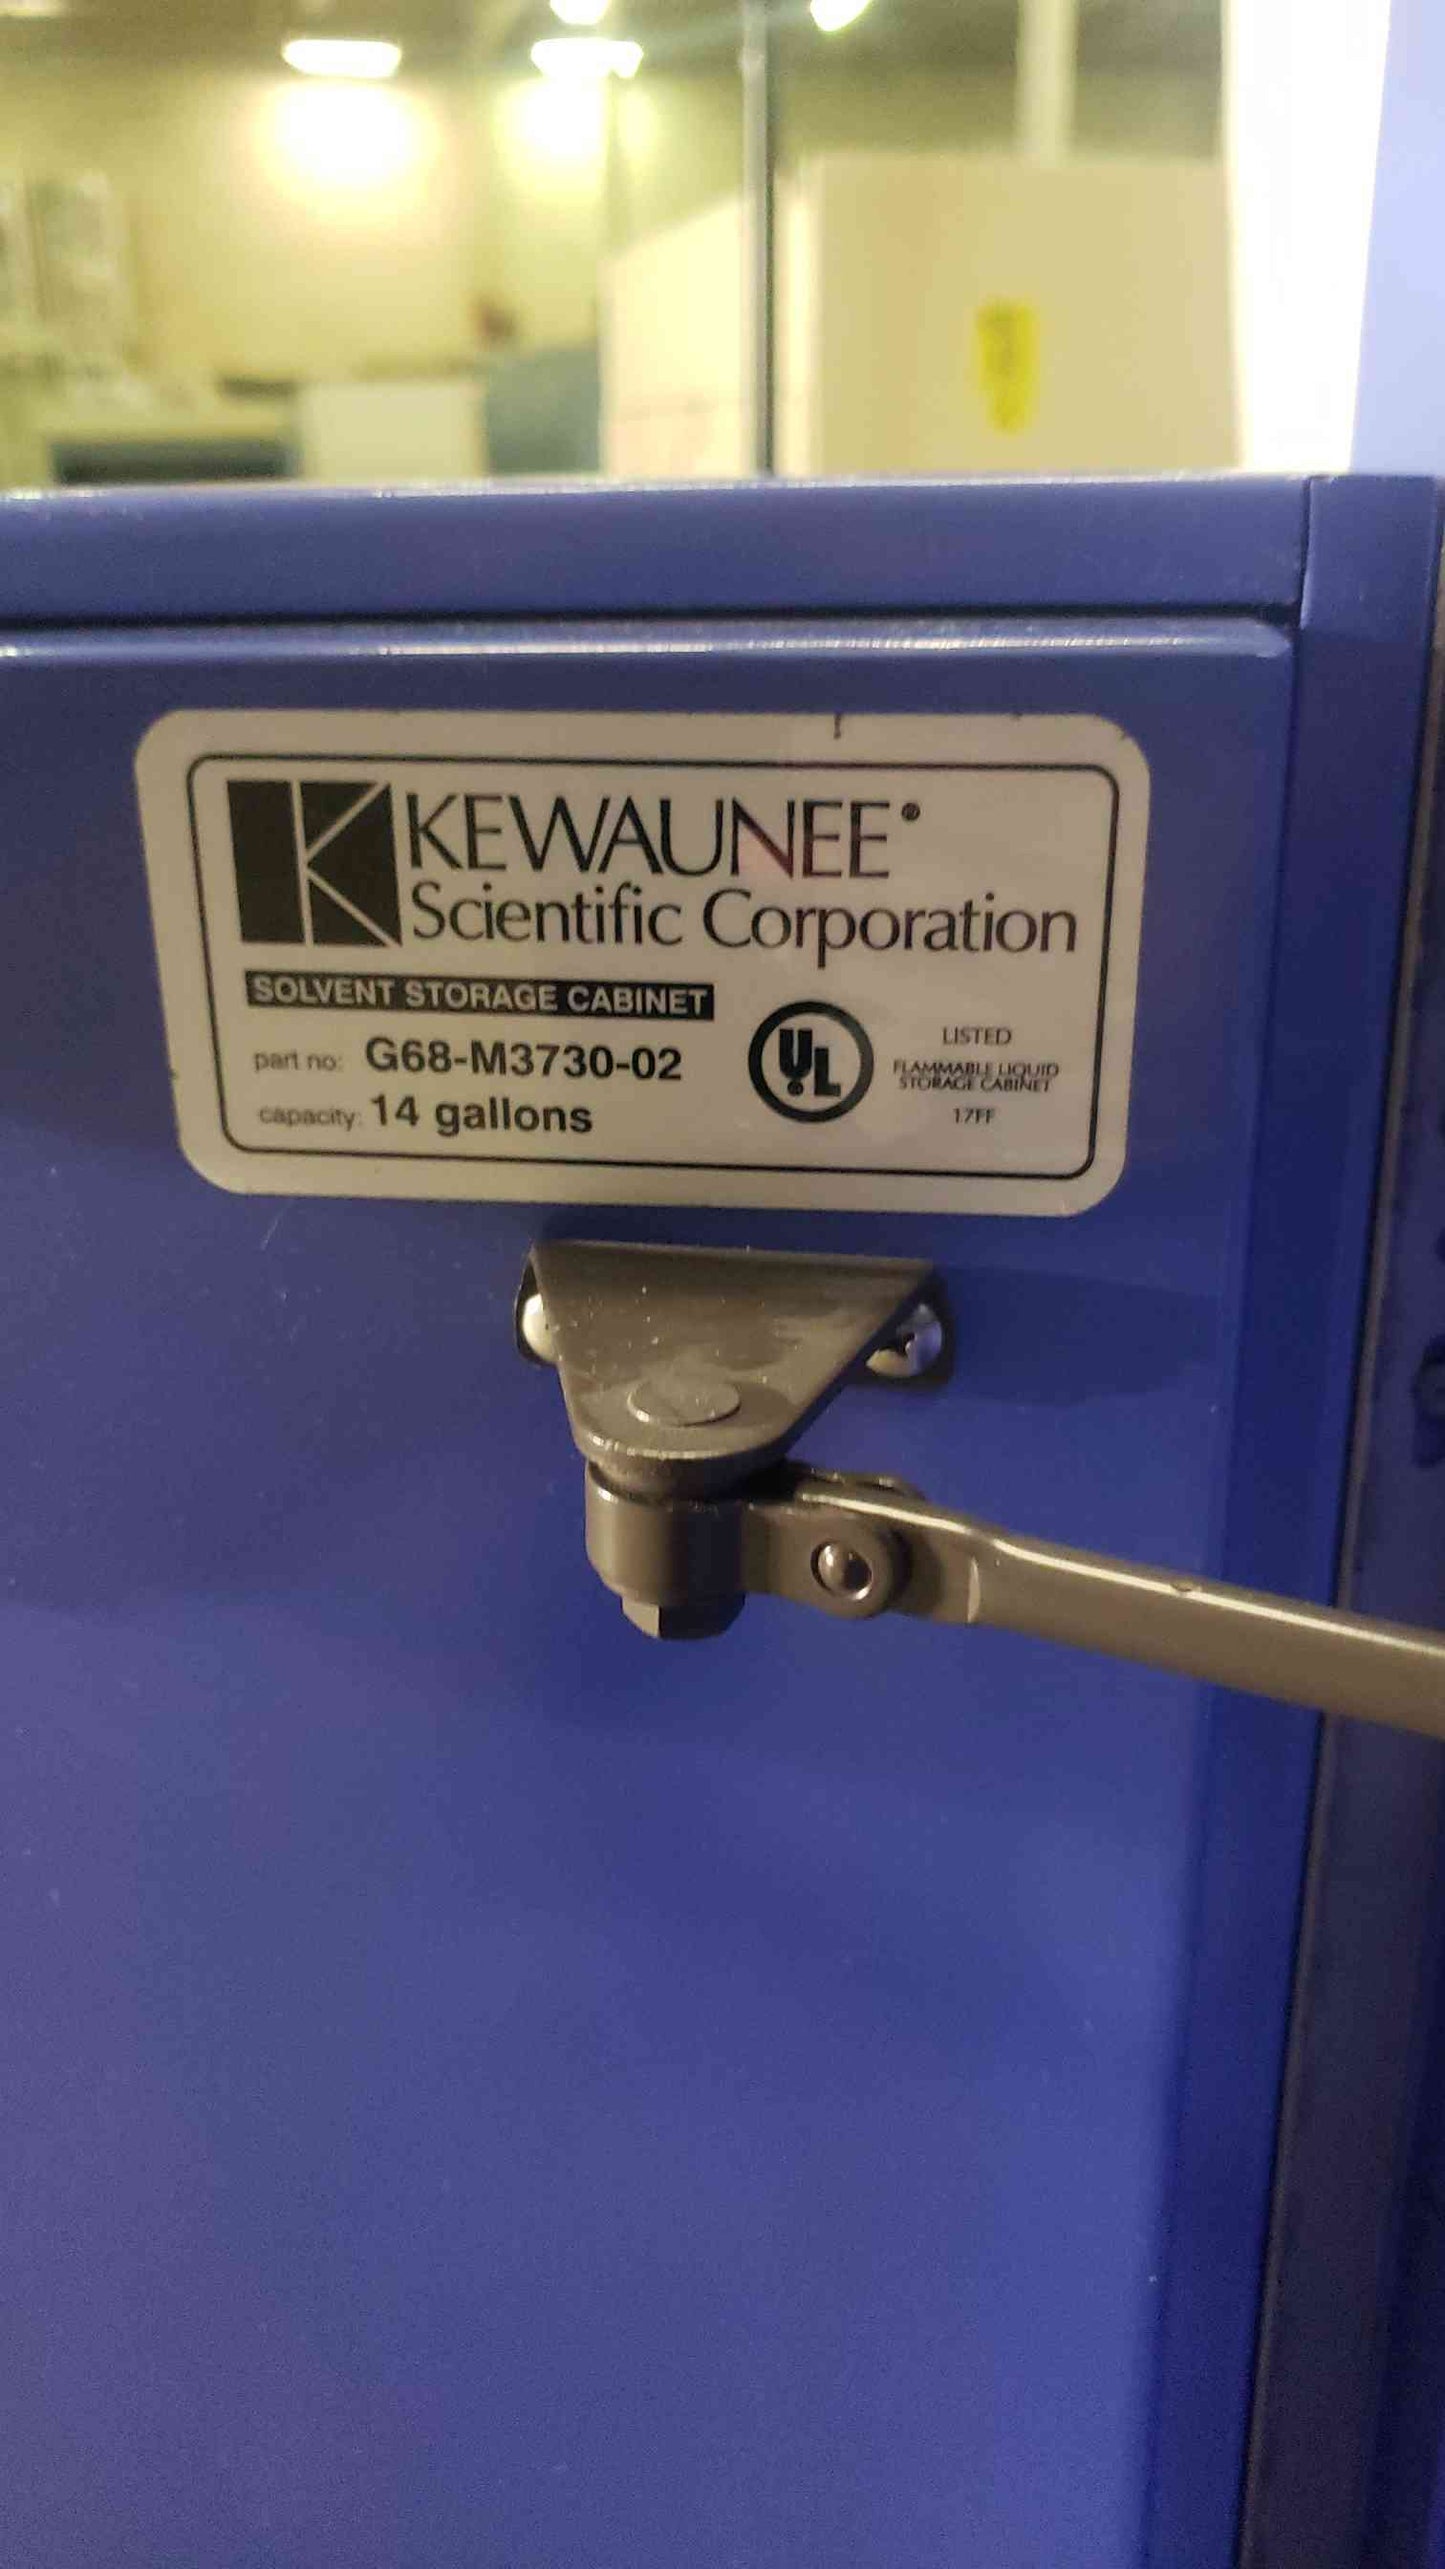 KEWAUNEE®
Scientific Corporation
SOLVENT STORAGE CABINET
part no: G68-M3730-02
capacity: 14 gallons
UL
LISTED
FLAMMABLE LIQUID
STORAGE CABINET
17FF